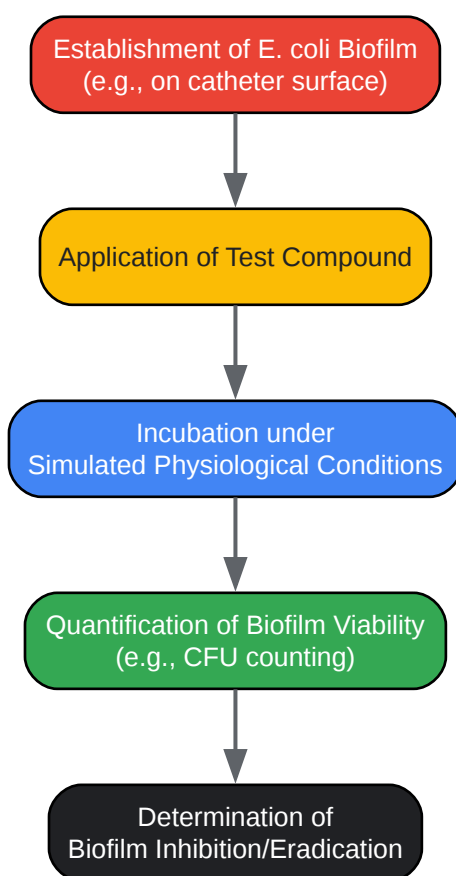 Establishment of E. coli Biofilm
(e.g., on catheter surface)
Application of Test Compound
Incubation under
Simulated Physiological Conditions
Quantification of Biofilm Viability
(e.g., CFU counting)
Determination of
Biofilm Inhibition/Eradication